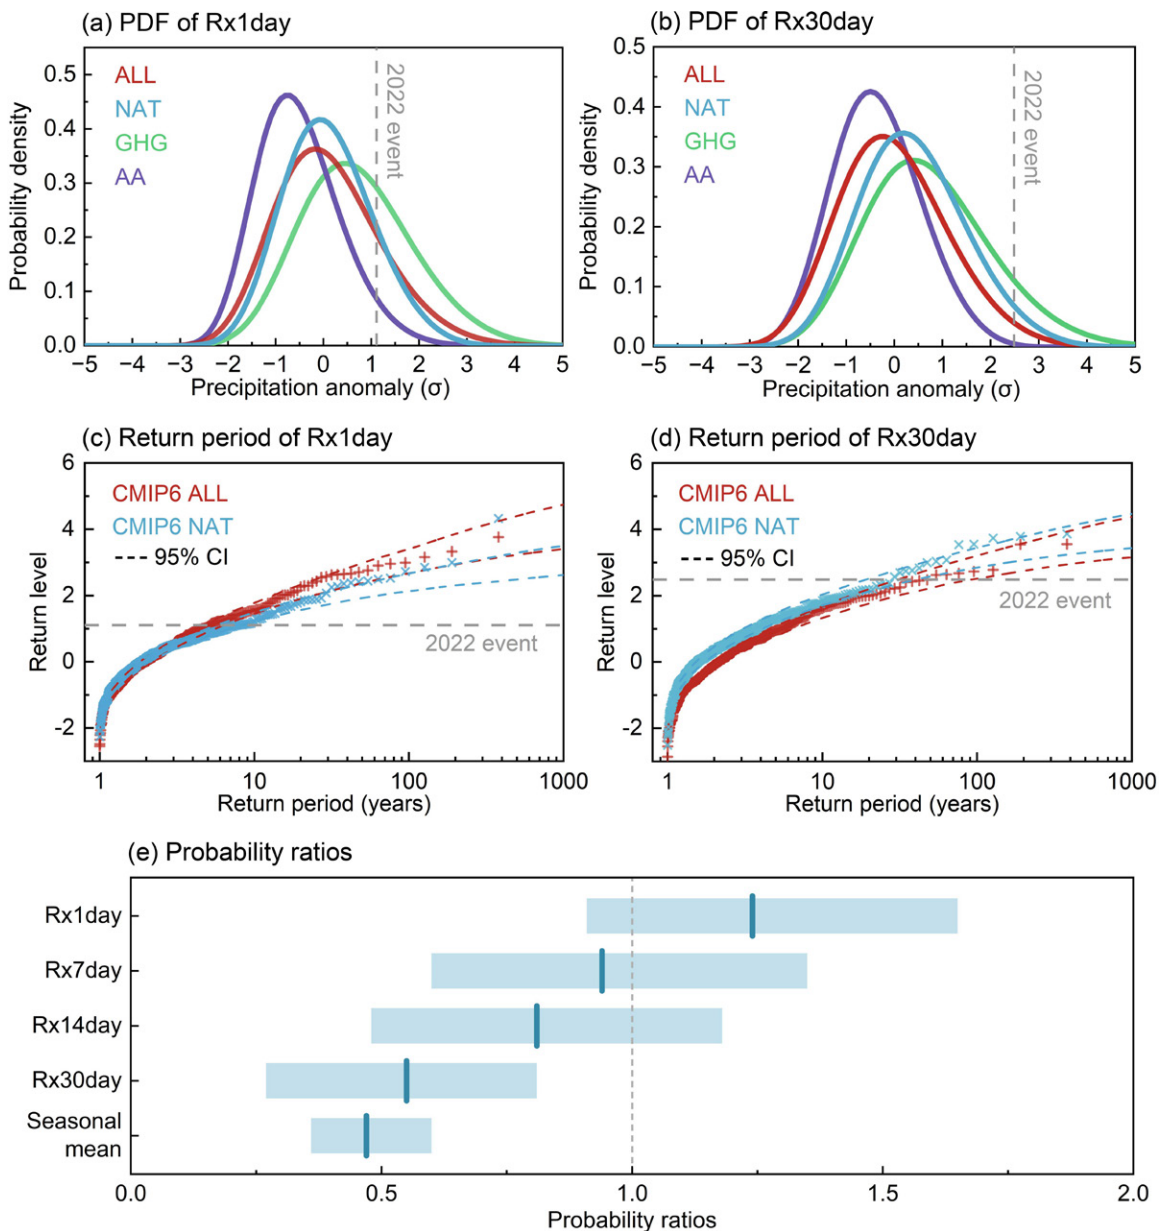 (a) PDF of Rx1day
Probability density
0.5
0.4
0.3
0.2
0.1
0.0
ALL
NAT
GHG
AA
2022 event
−5 −4 −3 −2 −1 0 1 2 3 4 5
Precipitation anomaly (σ)
(b) PDF of Rx30day
Probability density
0.5
0.4
0.3
0.2
0.1
0.0
ALL
NAT
GHG
AA
2022 event
−5 −4 −3 −2 −1 0 1 2 3 4 5
Precipitation anomaly (σ)
(c) Return period of Rx1day
Return level
6
4
2
0
−2
CMIP6 ALL
CMIP6 NAT
95% CI
2022 event
1 10 100 1000
Return period (years)
(d) Return period of Rx30day
Return level
6
4
2
0
−2
CMIP6 ALL
CMIP6 NAT
95% CI
2022 event
1 10 100 1000
Return period (years)
(e) Probability ratios
Rx1day
Rx7day
Rx14day
Rx30day
Seasonal
mean
0.0 0.5 1.0 1.5 2.0
Probability ratios